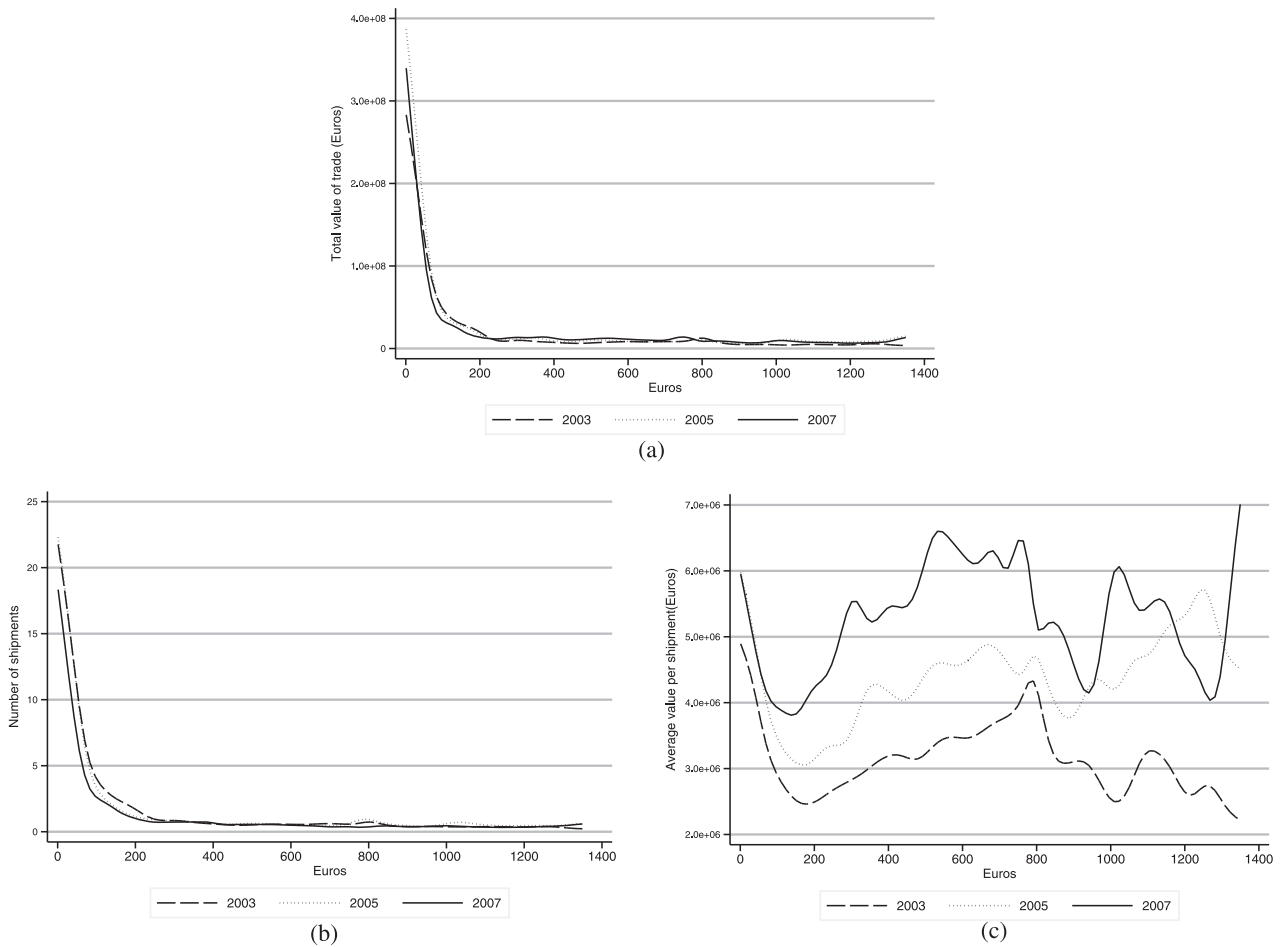 Total value of trade (Euros)
4.0e+08
3.0e+08
2.0e+08
1.0e+08
0
0 200 400 600 800 1000 1200 1400
Euros
2003 2005 2007
(a)
Number of shipments
25
20
15
10
5
0
0 200 400 600 800 1000 1200 1400
Euros
2003 2005 2007
(b)
Average value per shipment(Euros)
7.0e+06
6.0e+06
5.0e+06
4.0e+06
3.0e+06
2.0e+06
0 200 400 600 800 1000 1200 1400
Euros
2003 2005 2007
(c)